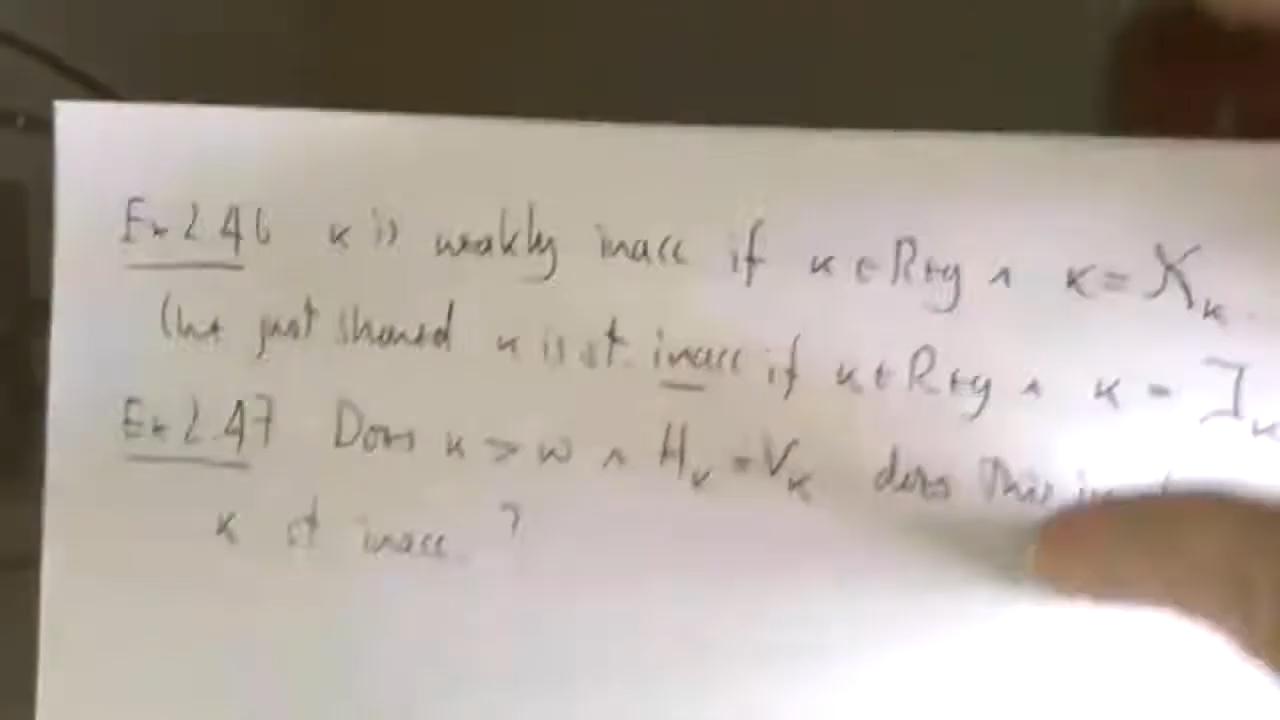 Ex 2.46 κ is weakly inacc if κ ∈ Reg ∧ κ = ℵ_κ.
(We just showed κ is st. inacc if κ ∈ Reg ∧ κ = ℶ_κ
Ex 2.47 Does κ > ω ∧ H_κ = V_κ does this
κ st inacc. ?